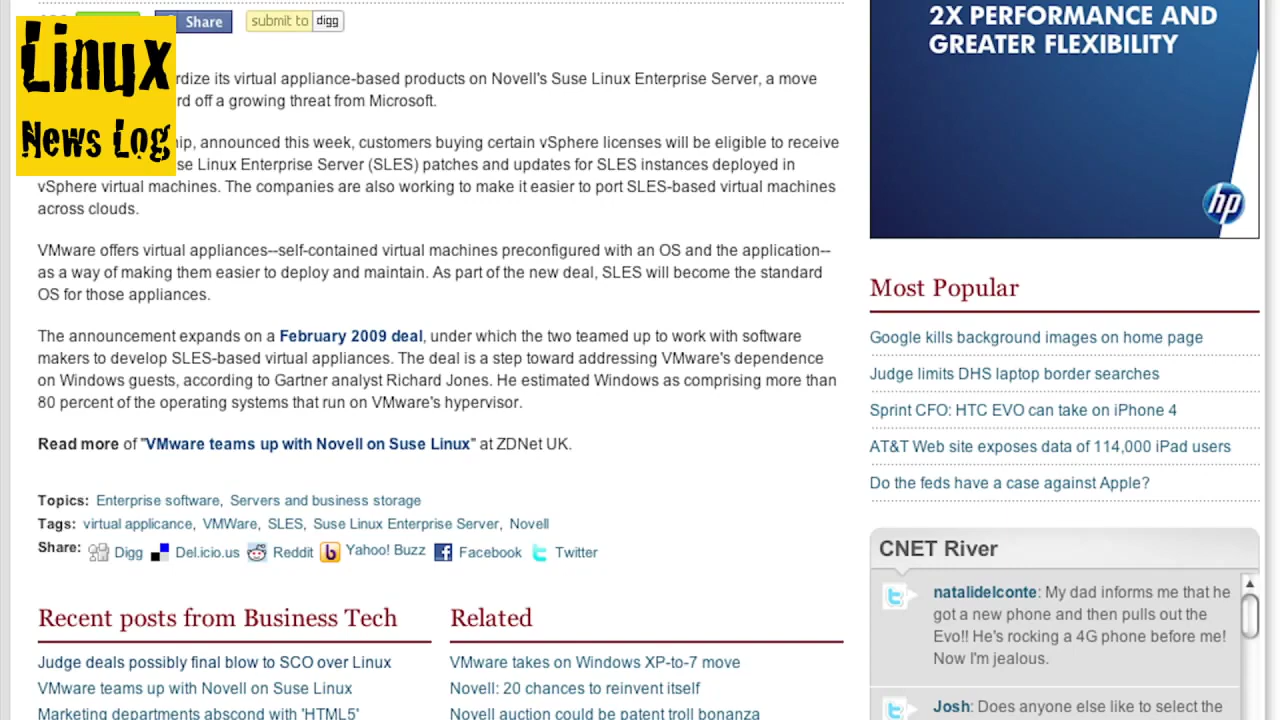 Share
submit to digg
Linux
News Log
rdize its virtual appliance-based products on Novell's Suse Linux Enterprise Server, a move
rd off a growing threat from Microsoft.
ip, announced this week, customers buying certain vSphere licenses will be eligible to receive
se Linux Enterprise Server (SLES) patches and updates for SLES instances deployed in
vSphere virtual machines. The companies are also working to make it easier to port SLES-based virtual machines
across clouds.
VMware offers virtual appliances--self-contained virtual machines preconfigured with an OS and the application--
as a way of making them easier to deploy and maintain. As part of the new deal, SLES will become the standard
OS for those appliances.
The announcement expands on a February 2009 deal, under which the two teamed up to work with software
makers to develop SLES-based virtual appliances. The deal is a step toward addressing VMware's dependence
on Windows guests, according to Gartner analyst Richard Jones. He estimated Windows as comprising more than
80 percent of the operating systems that run on VMware's hypervisor.
Read more of "VMware teams up with Novell on Suse Linux" at ZDNet UK.
Topics: Enterprise software, Servers and business storage
Tags: virtual applicance, VMWare, SLES, Suse Linux Enterprise Server, Novell
Share: Digg Del.icio.us Reddit Yahoo! Buzz Facebook Twitter
Recent posts from Business Tech
Judge deals possibly final blow to SCO over Linux
VMware teams up with Novell on Suse Linux
Marketing departments abscond with 'HTML5'
Related
VMware takes on Windows XP-to-7 move
Novell: 20 chances to reinvent itself
Novell auction could be patent troll bonanza
2X PERFORMANCE AND
GREATER FLEXIBILITY
hp
Most Popular
Google kills background images on home page
Judge limits DHS laptop border searches
Sprint CFO: HTC EVO can take on iPhone 4
AT&T Web site exposes data of 114,000 iPad users
Do the feds have a case against Apple?
CNET River
natalidelconte: My dad informs me that he
got a new phone and then pulls out the
Evo!! He's rocking a 4G phone before me!
Now I'm jealous.
Josh: Does anyone else like to select the